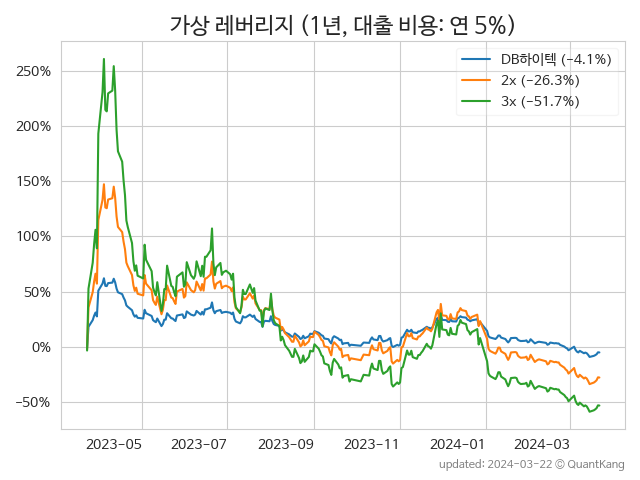 가상 레버리지 (1년, 대출 비용: 연 5%)
DB하이텍 (−4.1%)
2x (−26.3%)
3x (−51.7%)
250%
200%
150%
100%
50%
0%
−50%
2023-05 2023-07 2023-09 2023-11 2024-01 2024-03
updated: 2024-03-22 © QuantKang